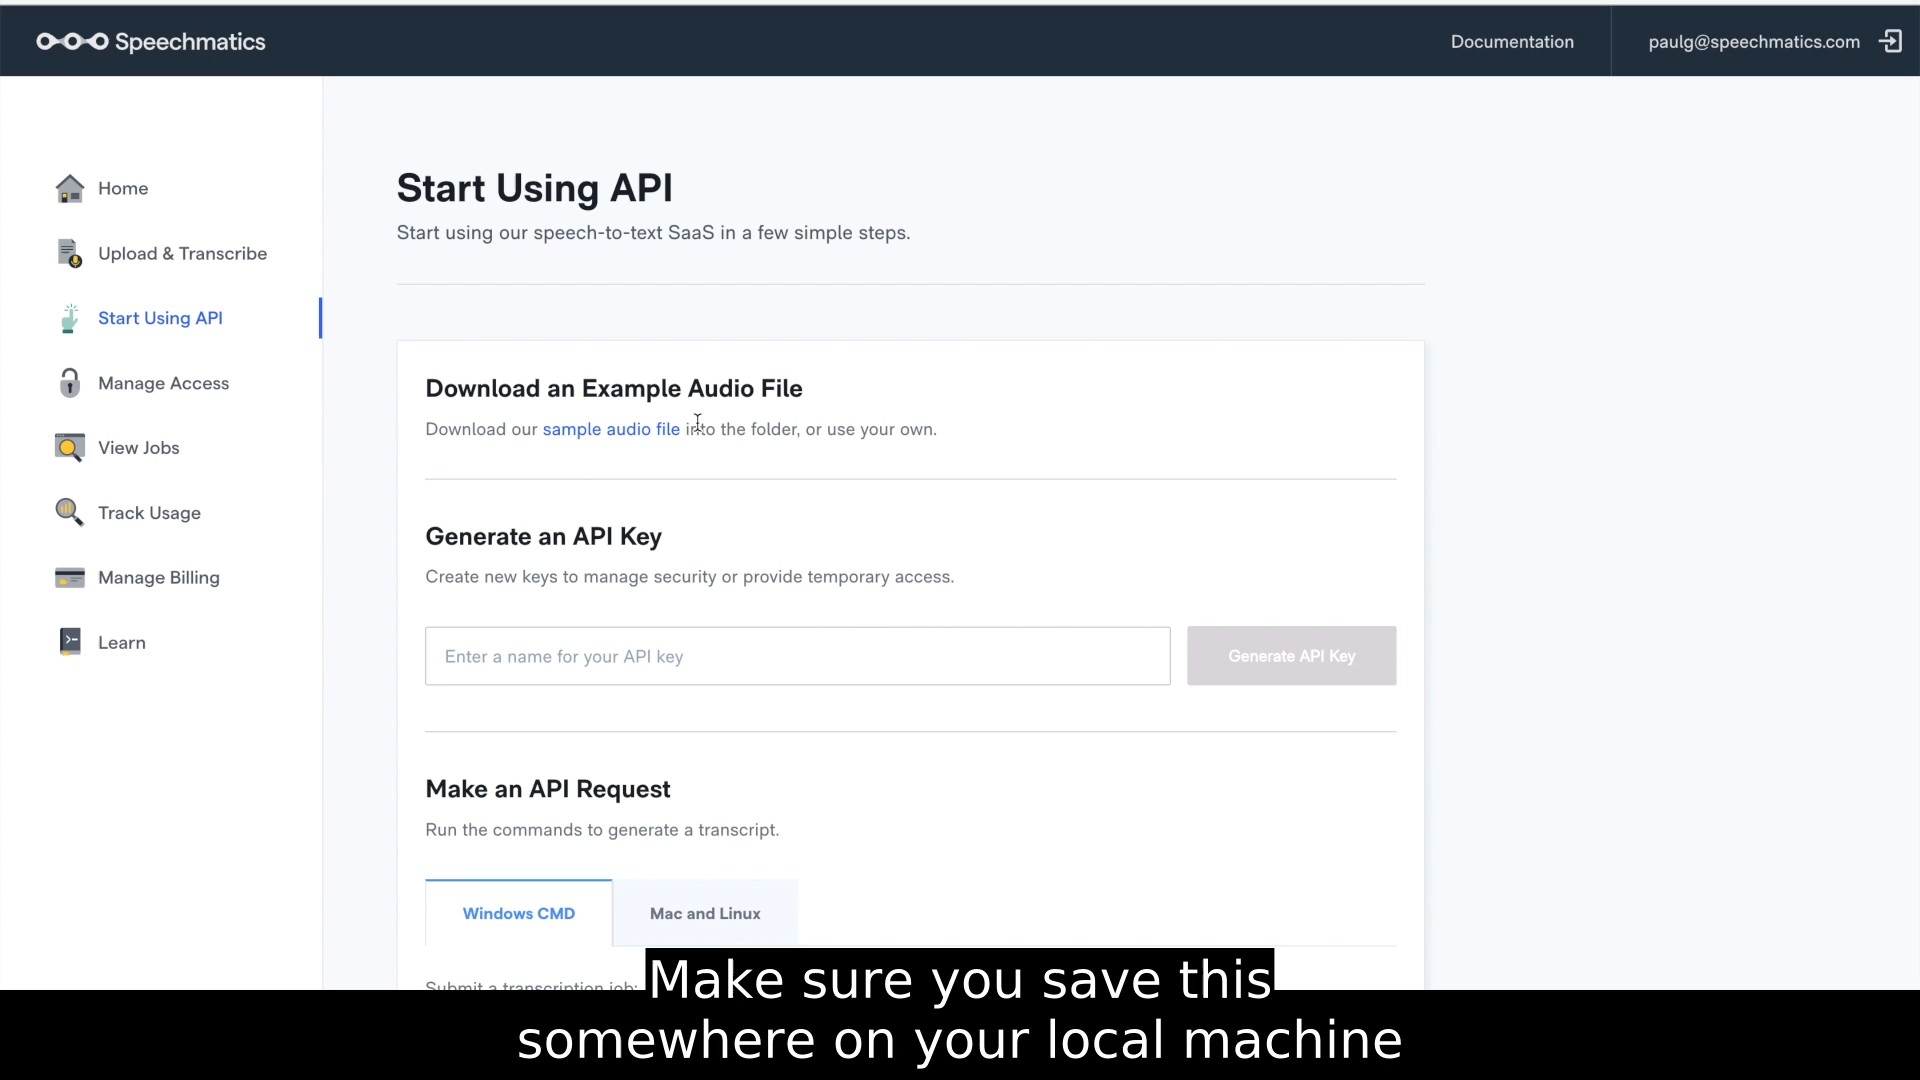 Speechmatics
Documentation
paulg@speechmatics.com
Home
Upload & Transcribe
Start Using API
Manage Access
View Jobs
Track Usage
Manage Billing
Learn
Start Using API
Start using our speech-to-text SaaS in a few simple steps.
Download an Example Audio File
Download our sample audio file into the folder, or use your own.
Generate an API Key
Create new keys to manage security or provide temporary access.
Enter a name for your API key
Generate API Key
Make an API Request
Run the commands to generate a transcript.
Windows CMD
Mac and Linux
Submit a transcription job:
Make sure you save this
somewhere on your local machine